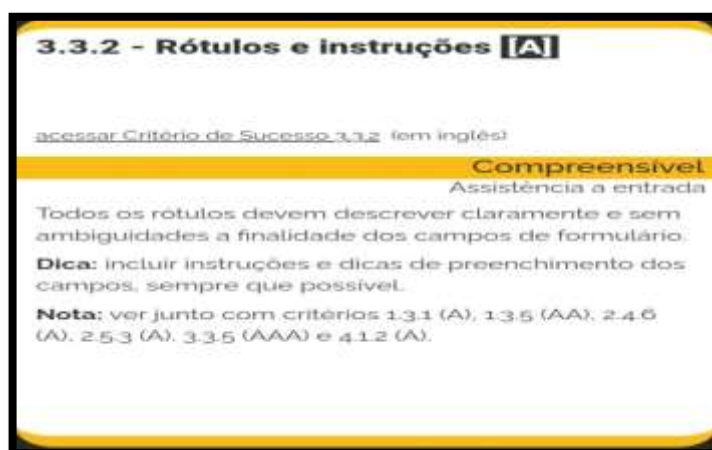 3.3.2 - Rótulos e instruções [A]
acessar Critério de Sucesso 3.3.2 (em inglês)
Compreensível
Assistência a entrada
Todos os rótulos devem descrever claramente e sem
ambiguidades a finalidade dos campos de formulário.
Dica: incluir instruções e dicas de preenchimento dos
campos, sempre que possível.
Nota: ver junto com critérios 1.3.1 (A), 1.3.5 (AA), 2.4.6
(A), 2.5.3 (A), 3.3.5 (AAA) e 4.1.2 (A).